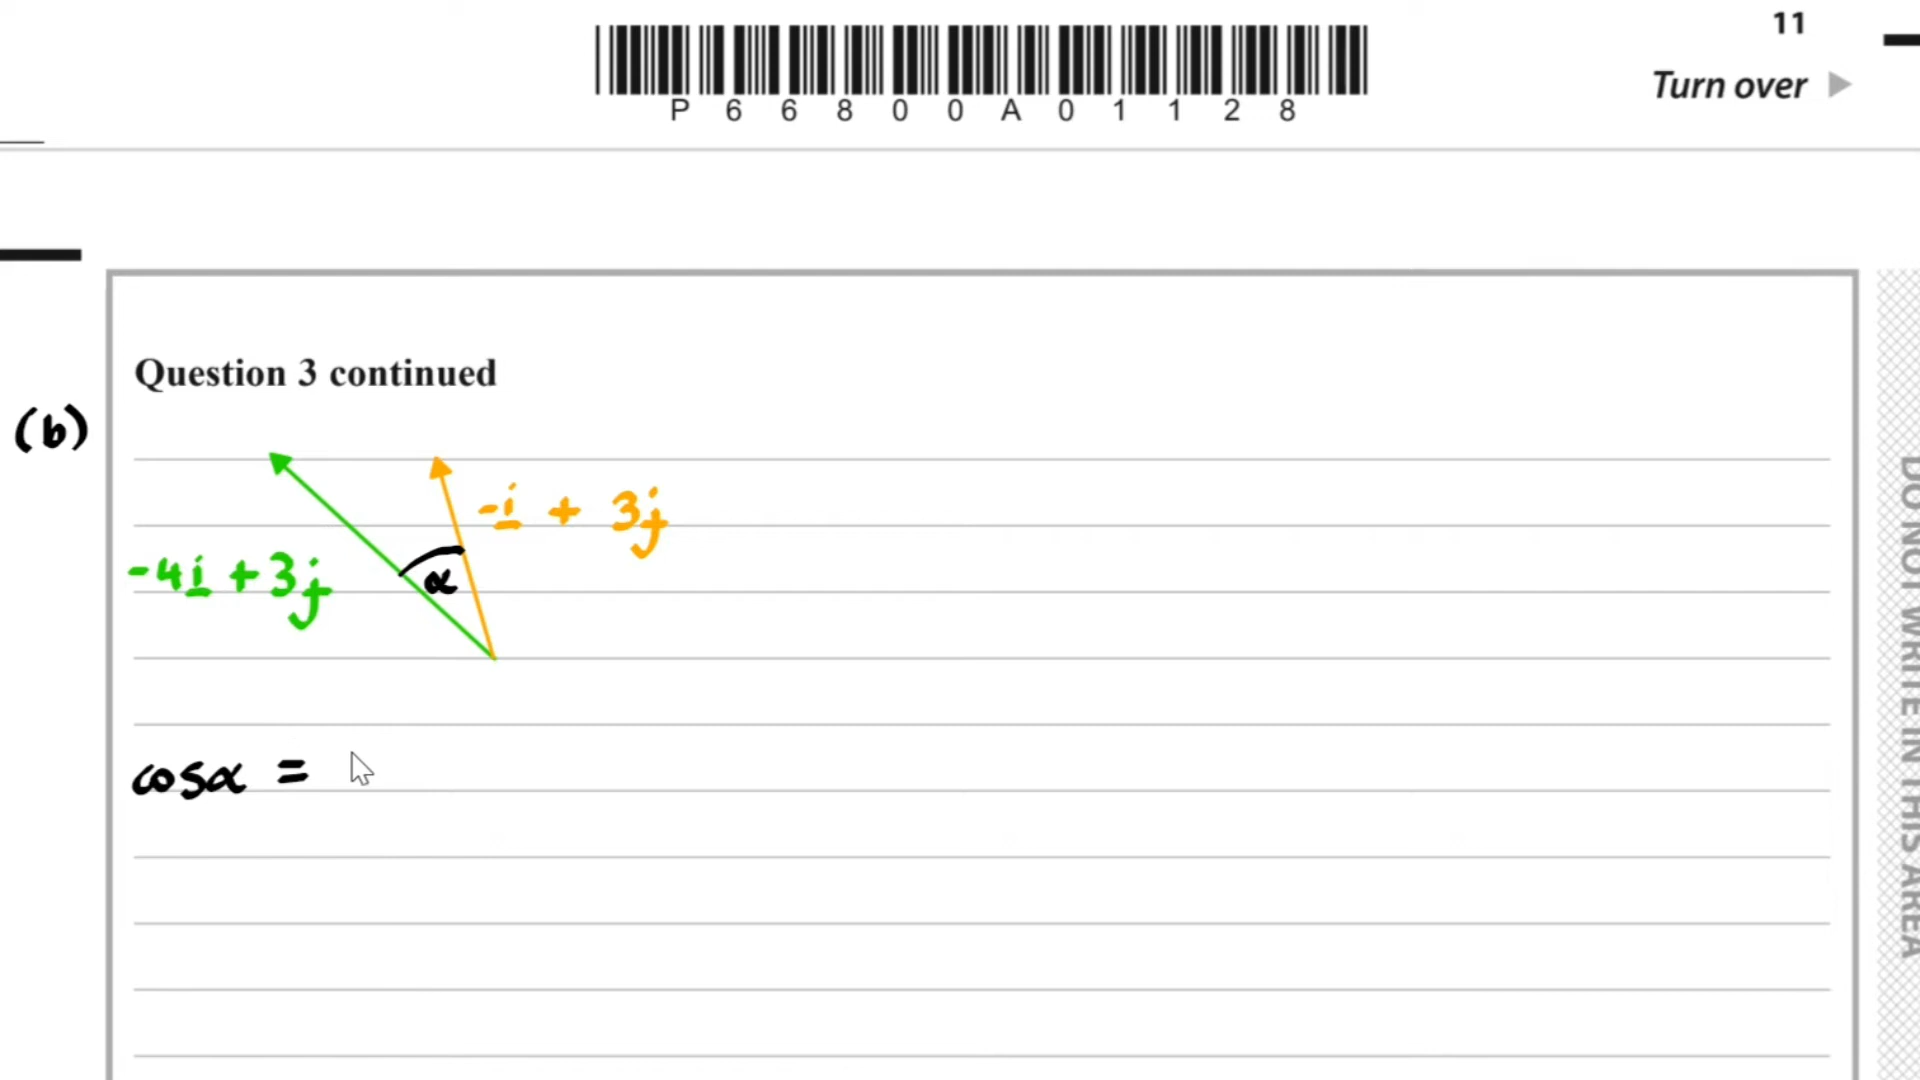 11
Turn over
P 6 6 8 0 0 A 0 1 1 2 8
Question 3 continued
(b)
-i + 3j
-4i + 3j
α
cosα =
DO NOT WRITE IN THIS AREA